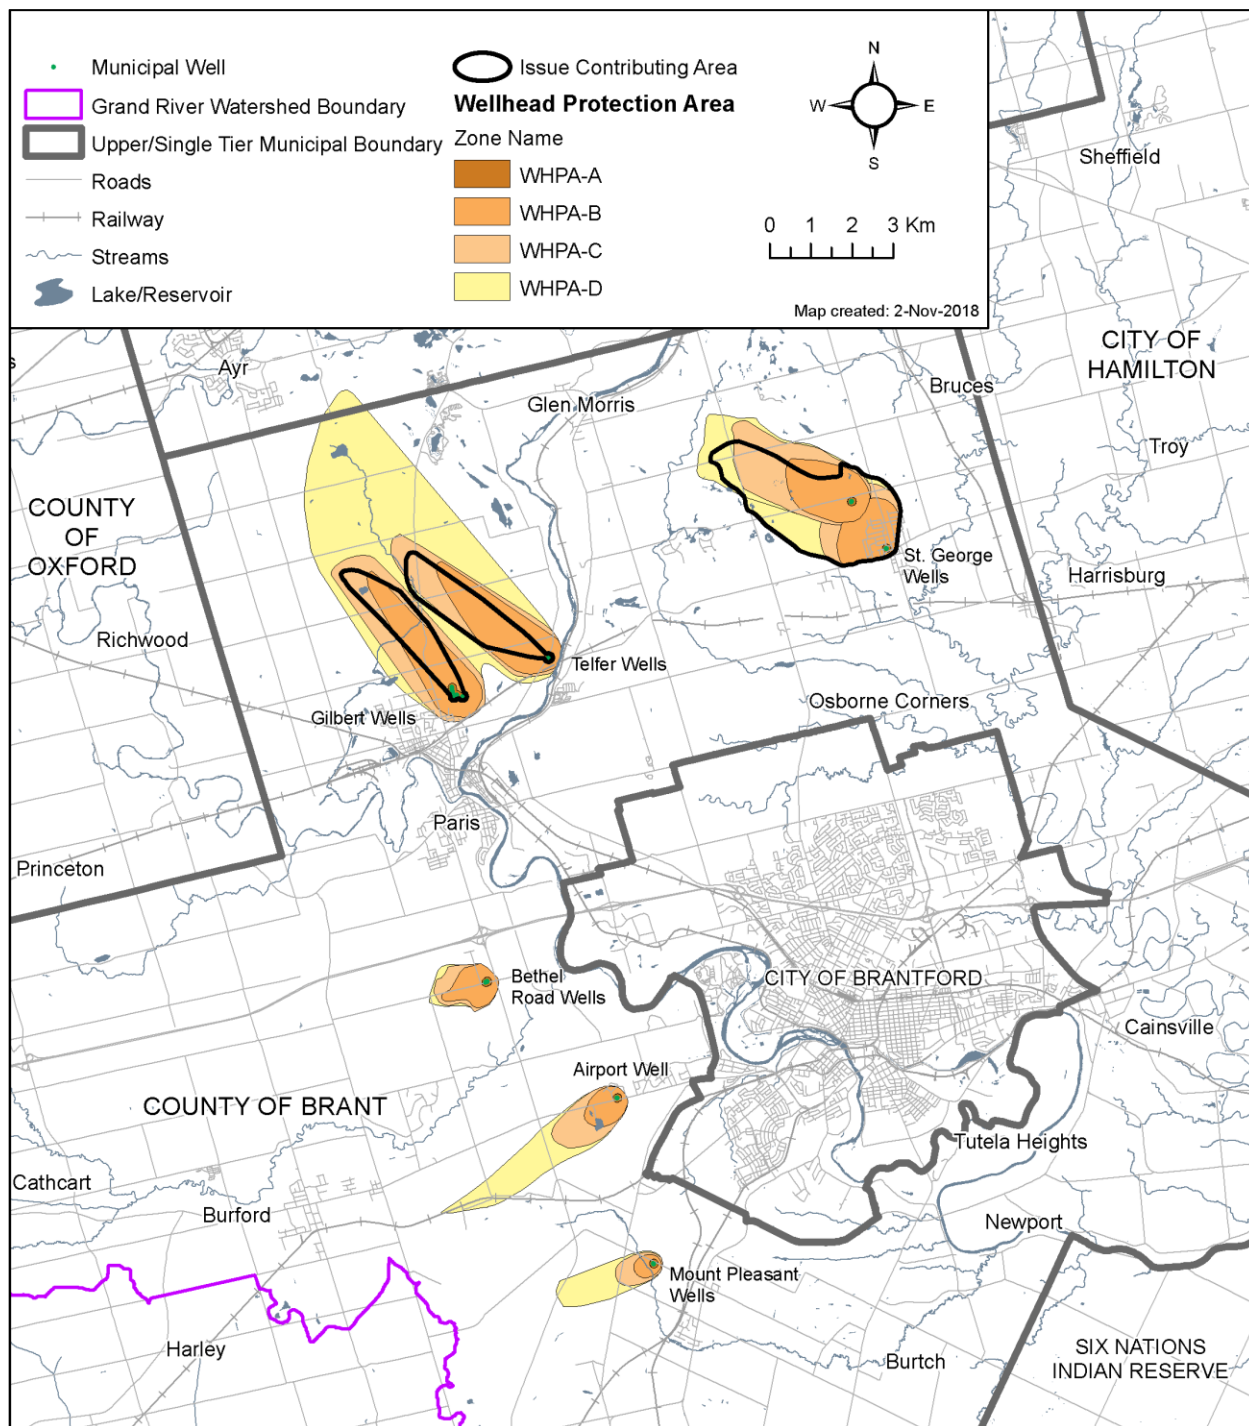 Municipal Well
Grand River Watershed Boundary
Upper/Single Tier Municipal Boundary
Roads
Railway
Streams
Lake/Reservoir
Issue Contributing Area
Wellhead Protection Area
Zone Name
WHPA-A
WHPA-B
WHPA-C
WHPA-D
N
W
E
S
0 1 2 3 Km
Map created: 2-Nov-2018
Sheffield
CITY OF
HAMILTON
Ayr
Bruces
Glen Morris
Troy
COUNTY
OF
OXFORD
St. George
Wells
Harrisburg
Richwood
Telfer Wells
Osborne Corners
Gilbert Wells
Paris
Princeton
Bethel
Road Wells
CITY OF BRANTFORD
Cainsville
Airport Well
COUNTY OF BRANT
Tutela Heights
Cathcart
Burford
Newport
Mount Pleasant
Wells
Harley
Burtch
SIX NATIONS
INDIAN RESERVE